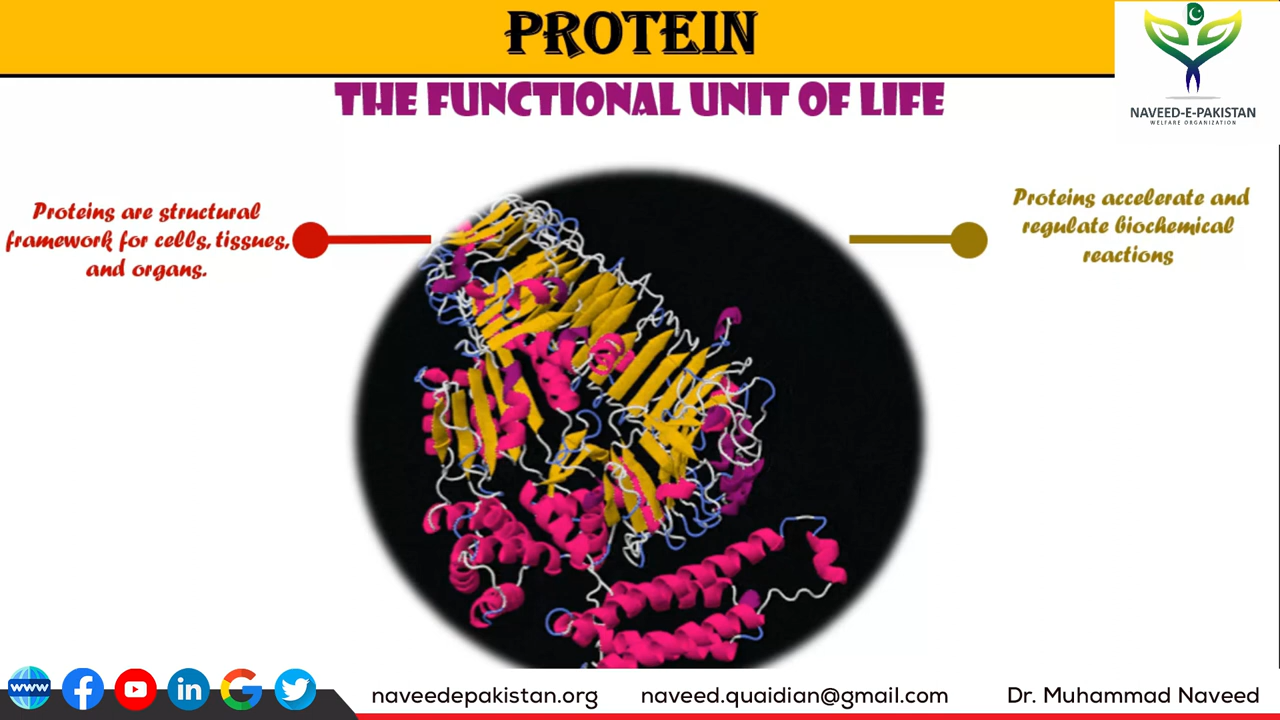 PROTEIN
THE FUNCTIONAL UNIT OF LIFE
NAVEED-E-PAKISTAN
WELFARE ORGANIZATION
Proteins are structural
framework for cells, tissues,
and organs.
Proteins accelerate and
regulate biochemical
reactions
www
naveedepakistan.org
naveed.quaidian@gmail.com
Dr. Muhammad Naveed